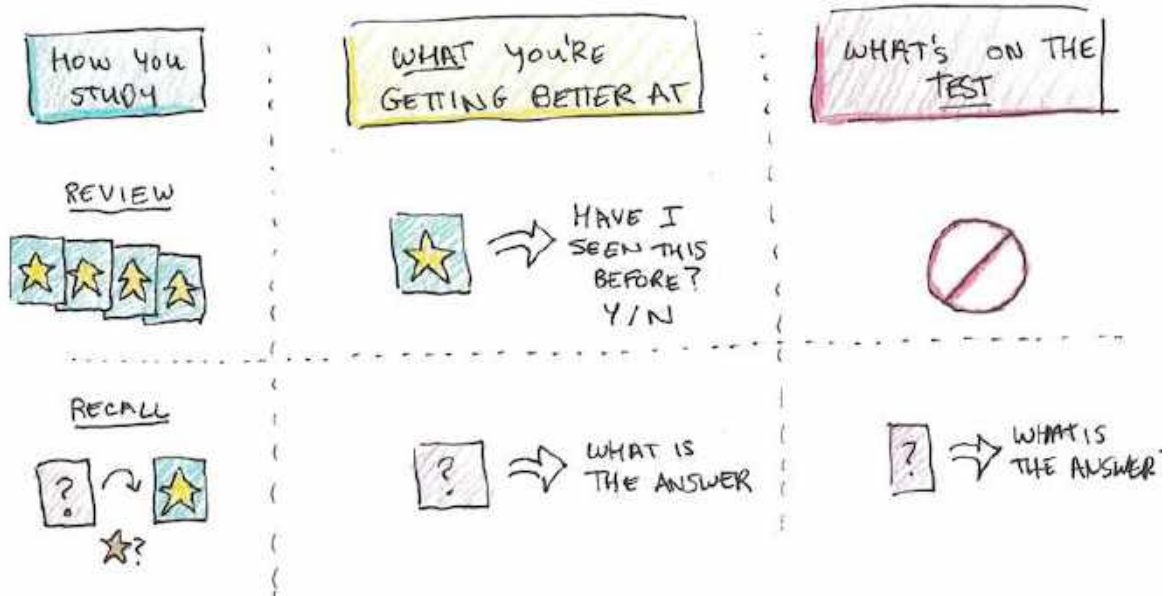 HOW YOU
STUDY
WHAT YOU'RE
GETTING BETTER AT
WHAT'S ON THE
TEST
REVIEW
HAVE I
SEEN THIS
BEFORE?
Y/N
RECALL
?
?
?
WHAT IS
THE ANSWER
?
WHAT IS
THE ANSWER?